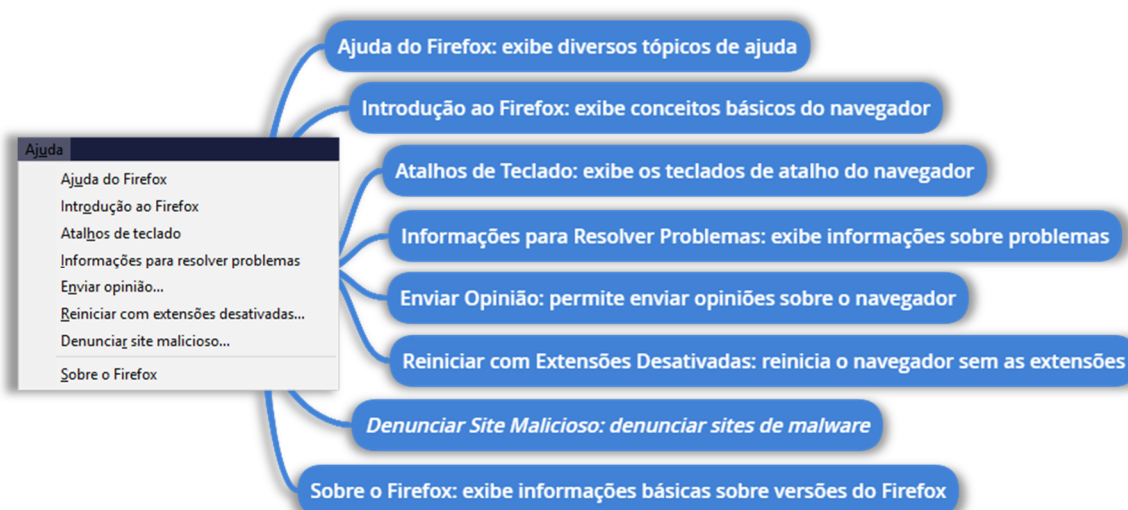 Ajuda do Firefox: exibe diversos tópicos de ajuda
Introdução ao Firefox: exibe conceitos básicos do navegador
Ajuda
Ajuda do Firefox
Introdução ao Firefox
Atalhos de teclado
Informações para resolver problemas
Enviar opinião...
Reiniciar com extensões desativadas...
Denunciar site malicioso...
Sobre o Firefox
Atalhos de Teclado: exibe os teclados de atalho do navegador
Informações para Resolver Problemas: exibe informações sobre problemas
Enviar Opinião: permite enviar opiniões sobre o navegador
Reiniciar com Extensões Desativadas: reinicia o navegador sem as extensões
Denunciar Site Malicioso: denunciar sites de malware
Sobre o Firefox: exibe informações básicas sobre versões do Firefox